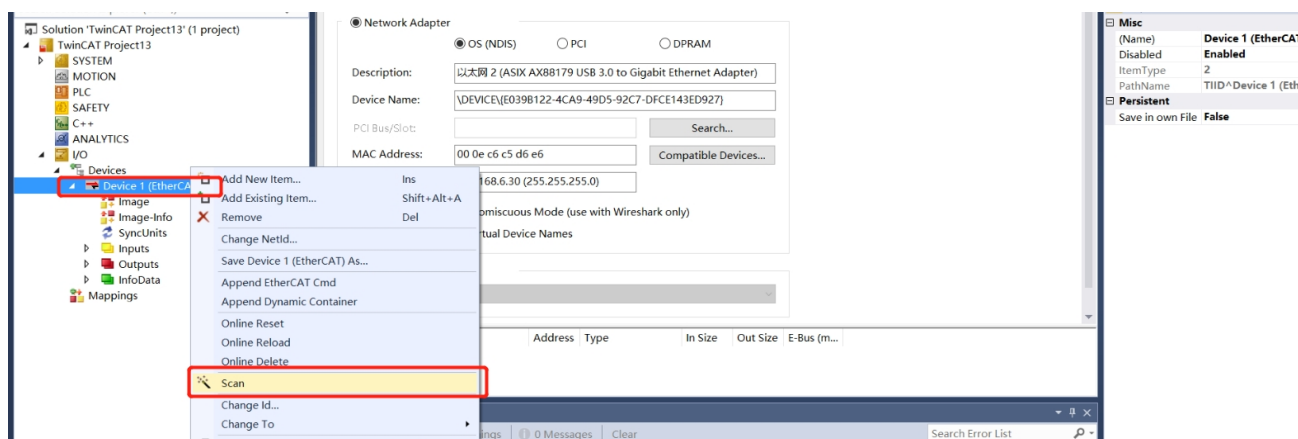 Solution 'TwinCAT Project13' (1 project)
TwinCAT Project13
SYSTEM
MOTION
PLC
SAFETY
C++
ANALYTICS
I/O
Devices
Device 1 (EtherCA
Image
Image-Info
SyncUnits
Inputs
Outputs
InfoData
Mappings
Add New Item... Ins
Add Existing Item... Shift+Alt+A
Remove Del
Change NetId...
Save Device 1 (EtherCAT) As...
Append EtherCAT Cmd
Append Dynamic Container
Online Reset
Online Reload
Online Delete
Scan
Change Id...
Change To
Network Adapter
OS (NDIS) PCI DPRAM
Description: 以太网 2 (ASIX AX88179 USB 3.0 to Gigabit Ethernet Adapter)
Device Name: \DEVICE\{E039B122-4CA9-49D5-92C7-DFCE143ED927}
PCI Bus/Slot: Search...
MAC Address: 00 0e c6 c5 d6 e6 Compatible Devices...
168.6.30 (255.255.255.0)
omiscuous Mode (use with Wireshark only)
rtual Device Names
Address Type In Size Out Size E-Bus (m...
ings 0 Messages Clear Search Error List
Misc
(Name) Device 1 (EtherCAT
Disabled Enabled
ItemType 2
PathName TIID^Device 1 (Eth
Persistent
Save in own File False